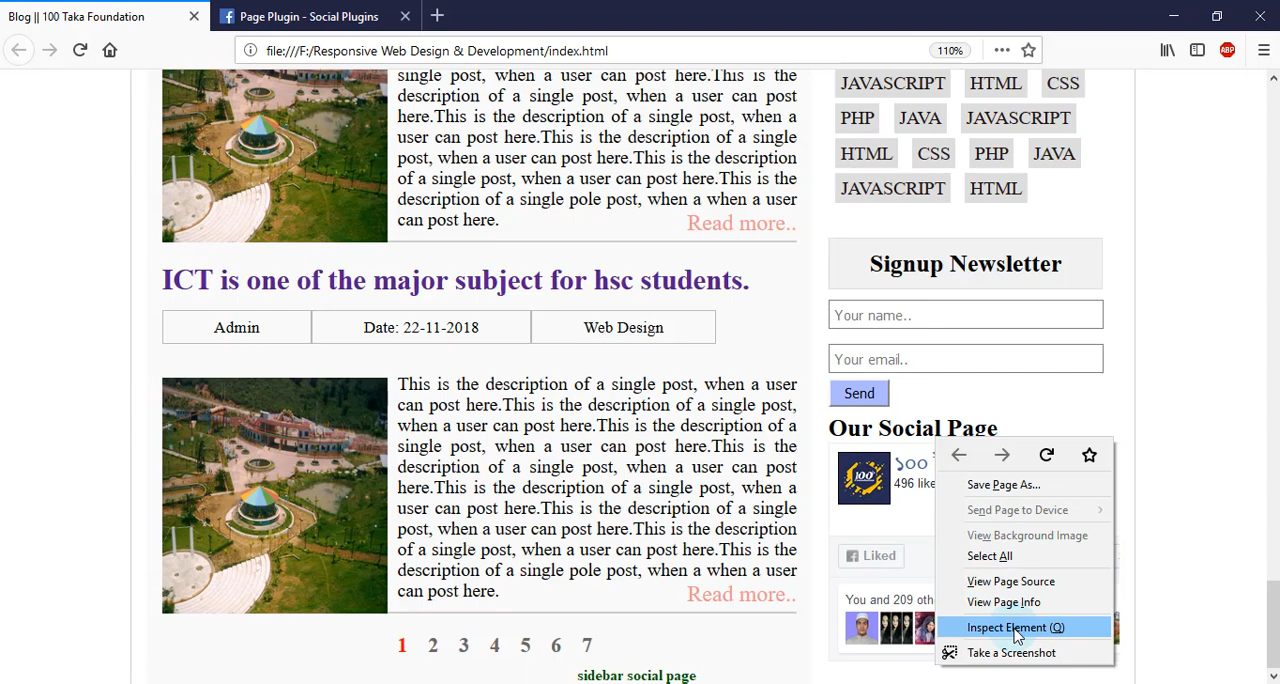 Blog || 100 Taka Foundation
Page Plugin - Social Plugins
file:///F:/Responsive Web Design & Development/index.html
110%
ABP
single post, when a user can post
here.This is the
description of a single post, when a user can post
here.This is the description of a single post, when a
user can post here.This is the description of a single
post, when a user can post here.This is the description
of a single post, when a user can post here.This is the
description of a single pole post, when a when a user
can post here.
Read more..
ICT is one of the major subject for hsc students.
Admin
Date: 22-11-2018
Web Design
This is the description of a single post, when a user
can post here.This is the description of a single post,
when a user can post here.This is the description of a
single post, when a user can post here.This is the
description of a single post, when a user can post
here.This is the description of a single post, when a
user can post here.This is the description of a single
post, when a user can post here.This is the description
of a single post, when a user can post here.This is the
description of a single pole post, when a when a user
can post here.
Read more..
1 2 3 4 5 6 7
sidebar social page
JAVASCRIPT HTML CSS
PHP JAVA JAVASCRIPT
HTML CSS PHP JAVA
JAVASCRIPT HTML
Signup Newsletter
Your name..
Your email..
Send
Our Social Page
100
১০০
496 like
Liked
You and 209 oth
Save Page As...
Send Page to Device
View Background Image
Select All
View Page Source
View Page Info
Inspect Element (Q)
Take a Screenshot